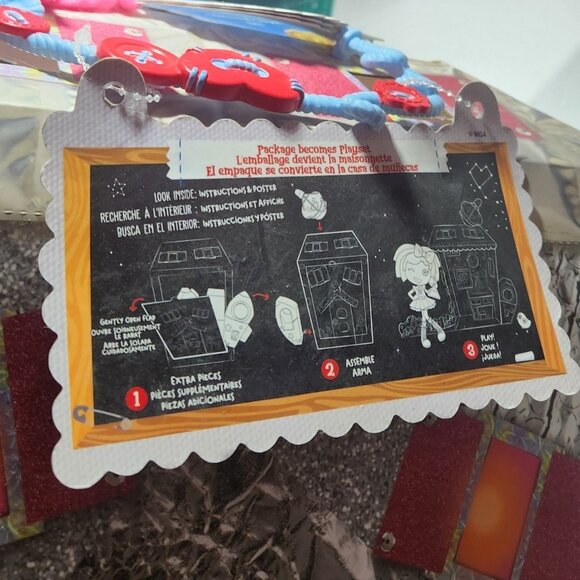 Package becomes Playset
L'emballage devient la maisonnette
El empaque se convierte en la casa de muñecas
LOOK INSIDE: INSTRUCTIONS & POSTER
RECHERCHE À L'INTÉRIEUR : INSTRUCTIONS ET AFFICHE
BUSCA EN EL INTERIOR: INSTRUCCIONES Y PÓSTER
GENTLY OPEN FLAP
OUVRE SOIGNEUSEMENT
LE RABAT
ABRE LA SOLAPA
CUIDADOSAMENTE
1
EXTRA PIECES
PIÈCES SUPPLÉMENTAIRES
PIEZAS ADICIONALES
2
ASSEMBLE
ARMA
3
PLAY!
JOUE !
¡JUEGA!